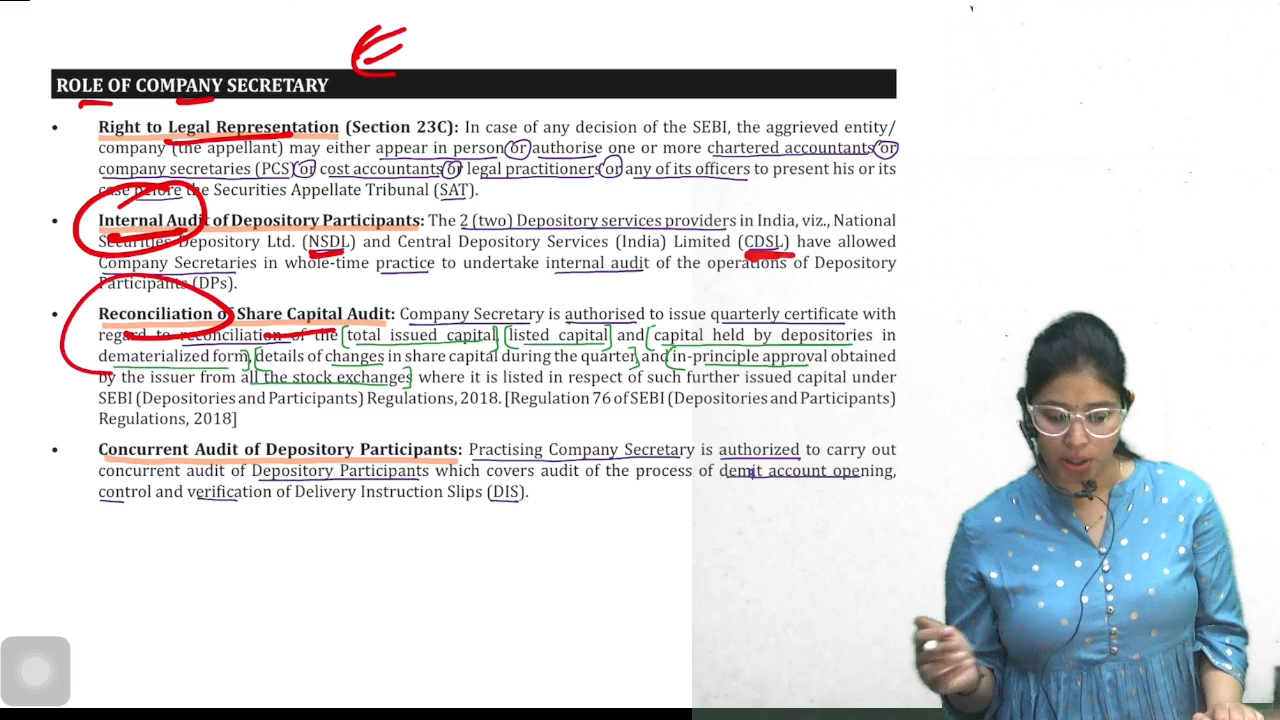 ROLE OF COMPANY SECRETARY
• Right to Legal Representation (Section 23C): In case of any decision of the SEBI, the aggrieved entity/
company (the appellant) may either appear in person or authorise one or more chartered accountants or
company secretaries (PCS) or cost accountants or legal practitioners or any of its officers to present his or its
case before the Securities Appellate Tribunal (SAT).
• Internal Audit of Depository Participants: The 2 (two) Depository services providers in India, viz., National
Securities Depository Ltd. (NSDL) and Central Depository Services (India) Limited (CDSL) have allowed
Company Secretaries in whole-time practice to undertake internal audit of the operations of Depository
Participants (DPs).
• Reconciliation of Share Capital Audit: Company Secretary is authorised to issue quarterly certificate with
regard to reconciliation of the total issued capital, listed capital and capital held by depositories in
dematerialized form, details of changes in share capital during the quarter and in-principle approval obtained
by the issuer from all the stock exchanges where it is listed in respect of such further issued capital under
SEBI (Depositories and Participants) Regulations, 2018. [Regulation 76 of SEBI (Depositories and Participants)
Regulations, 2018]
• Concurrent Audit of Depository Participants: Practising Company Secretary is authorized to carry out
concurrent audit of Depository Participants which covers audit of the process of demat account opening,
control and verification of Delivery Instruction Slips (DIS).